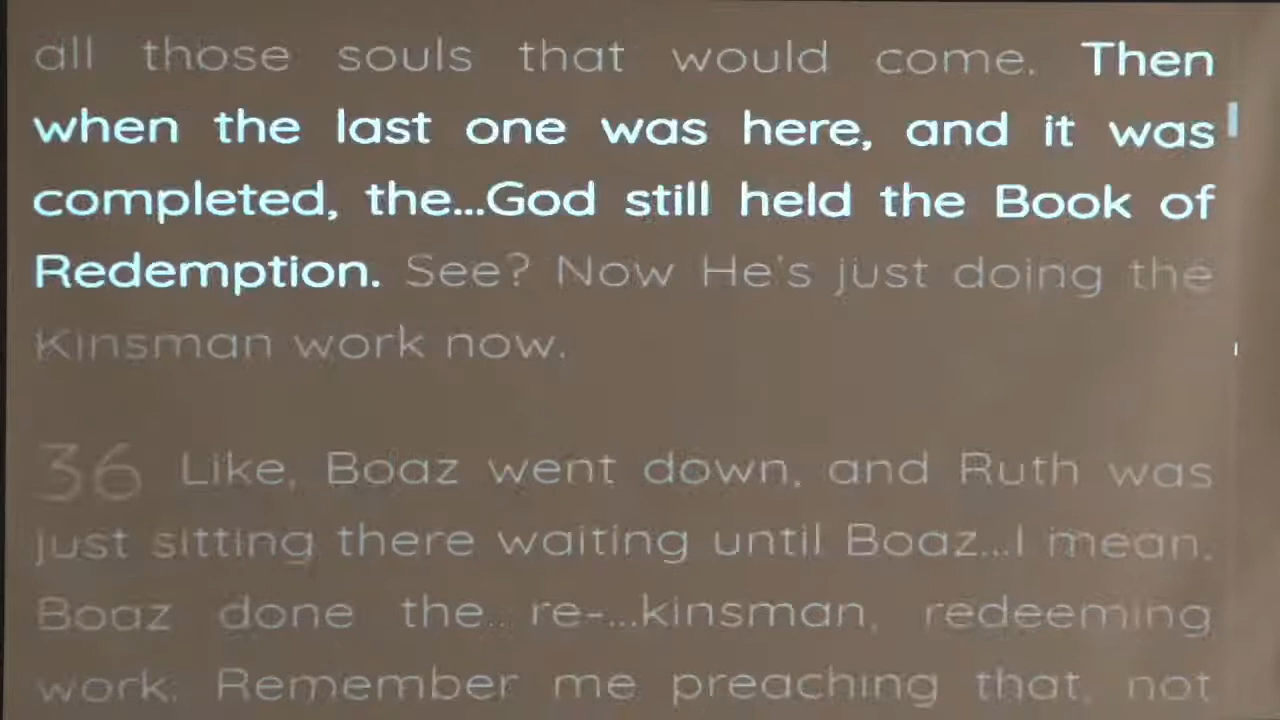 all those souls that would come. Then
when the last one was here, and it was
completed, the...God still held the Book of
Redemption. See? Now He's just doing the
Kinsman work now.
36 Like, Boaz went down, and Ruth was
just sitting there waiting until Boaz...I mean,
Boaz done the... re-...kinsman, redeeming
work. Remember me preaching that, not